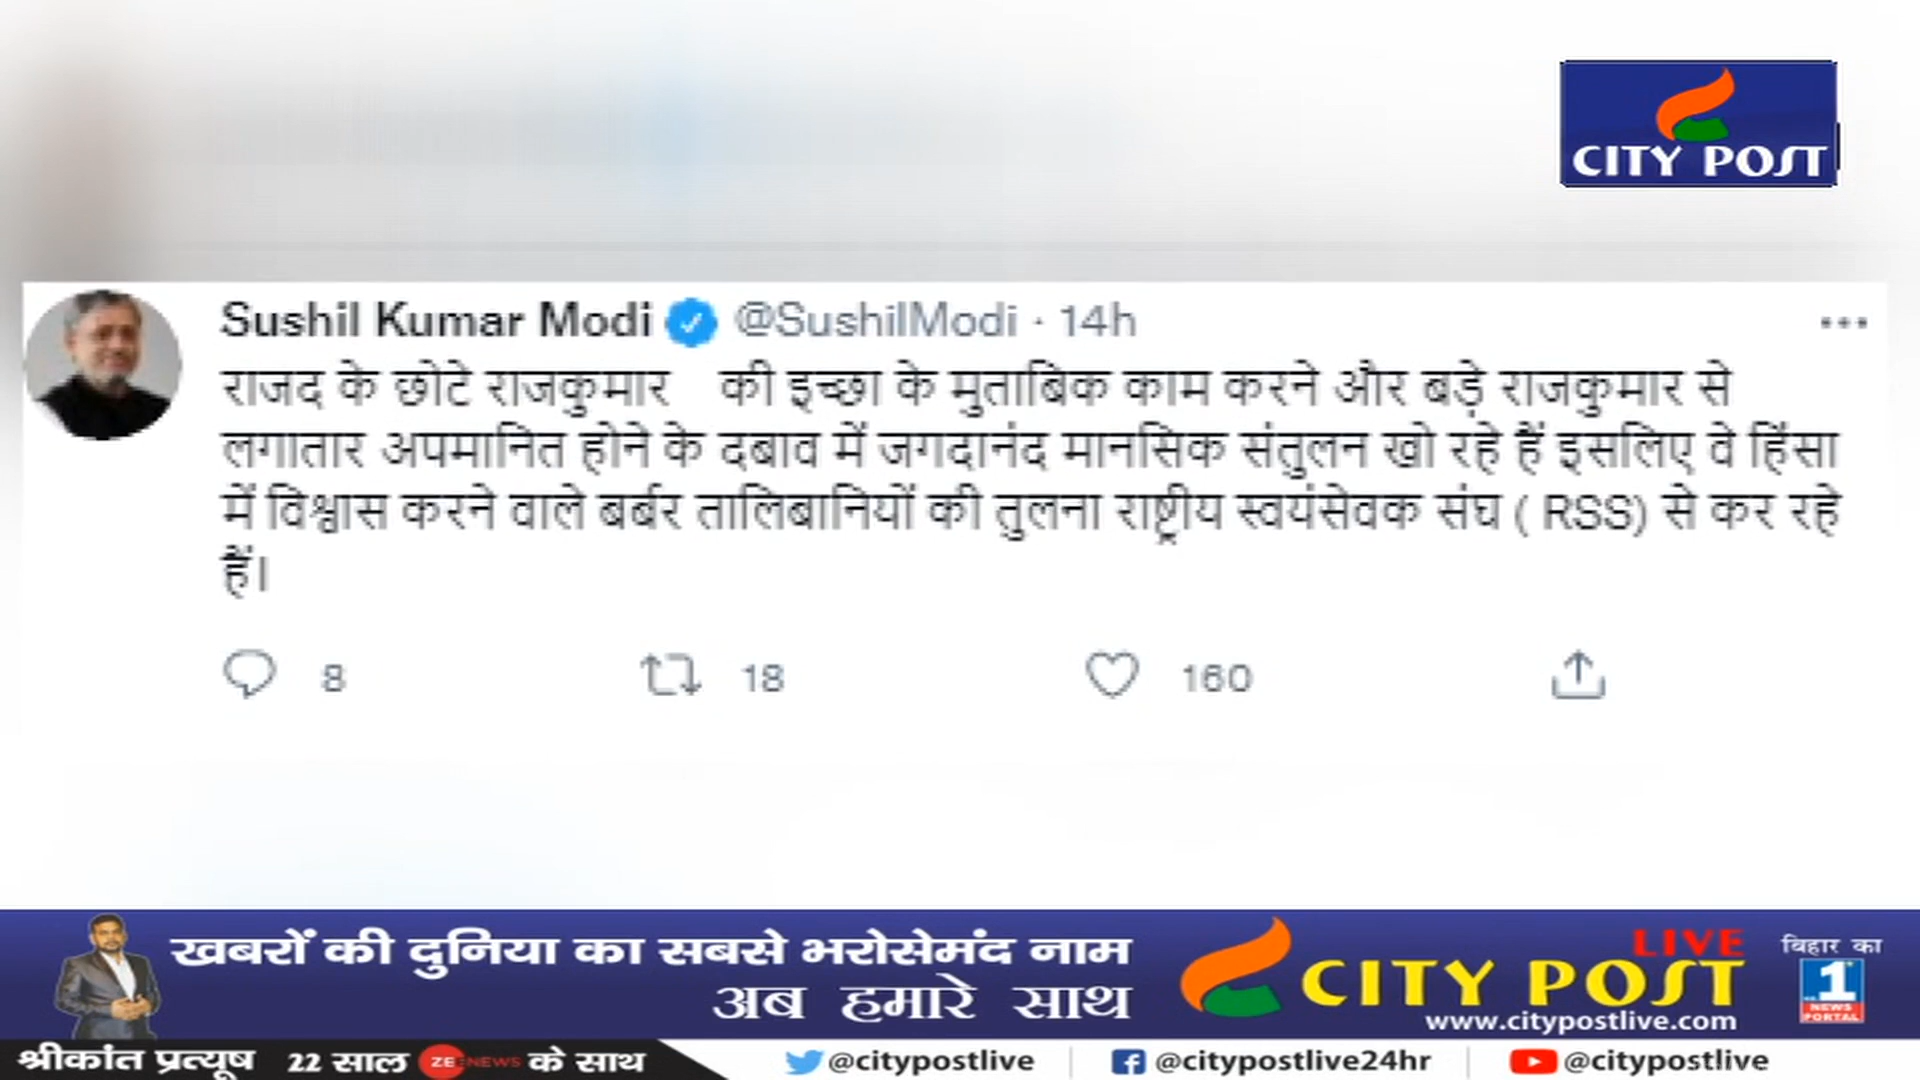 CITY POST
Sushil Kumar Modi @SushilModi · 14h
राजद के छोटे राजकुमार की इच्छा के मुताबिक काम करने और बड़े राजकुमार से
लगातार अपमानित होने के दबाव में जगदानंद मानसिक संतुलन खो रहे हैं इसलिए वे हिंसा
में विश्वास करने वाले बर्बर तालिबानियों की तुलना राष्ट्रीय स्वयंसेवक संघ ( RSS) से कर रहे
हैं।
8 18 160
खबरों की दुनिया का सबसे भरोसेमंद नाम
अब हमारे साथ
LIVE
CITY POST
www.citypostlive.com
बिहार का
No. 1
NEWS
PORTAL
श्रीकांत प्रत्यूष 22 साल ZEE NEWS के साथ
@citypostlive @citypostlive24hr @citypostlive